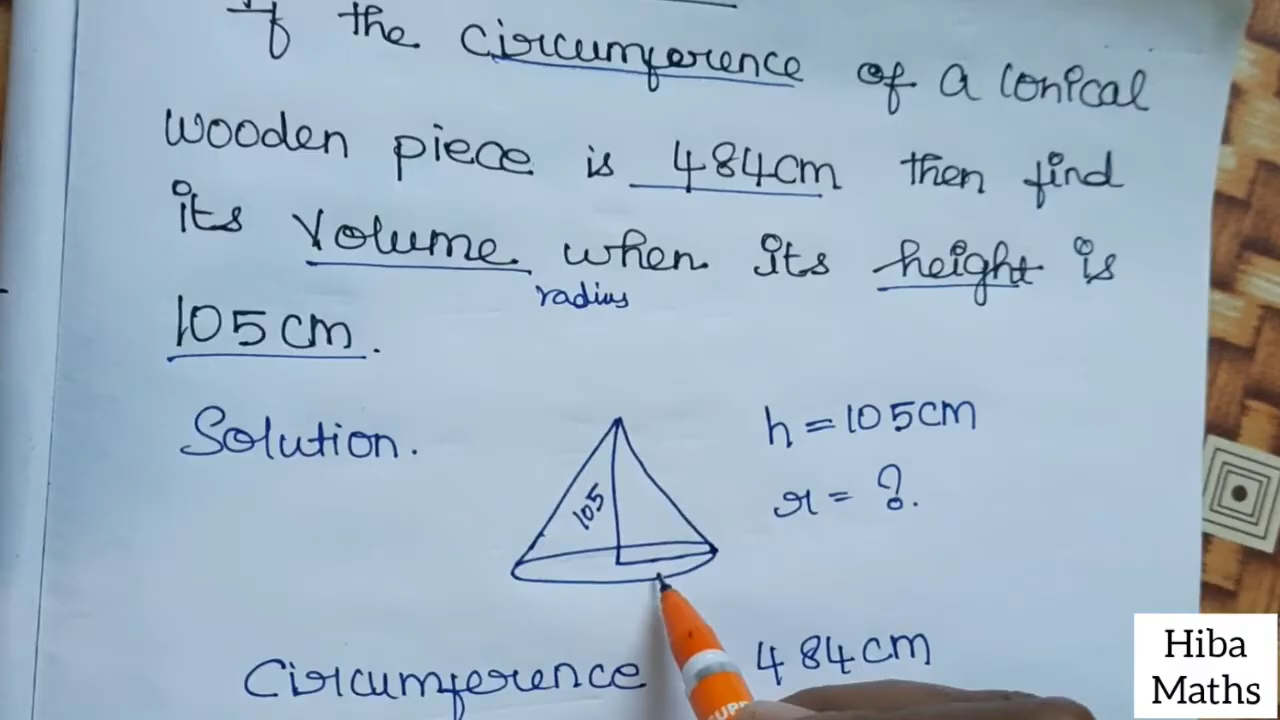 If the circumference of a conical
wooden piece is 484cm then find
its Volume when its height is
radius
105cm.
Solution.
h = 105cm
105
r = ?.
Circumference 484cm
Hiba
Maths